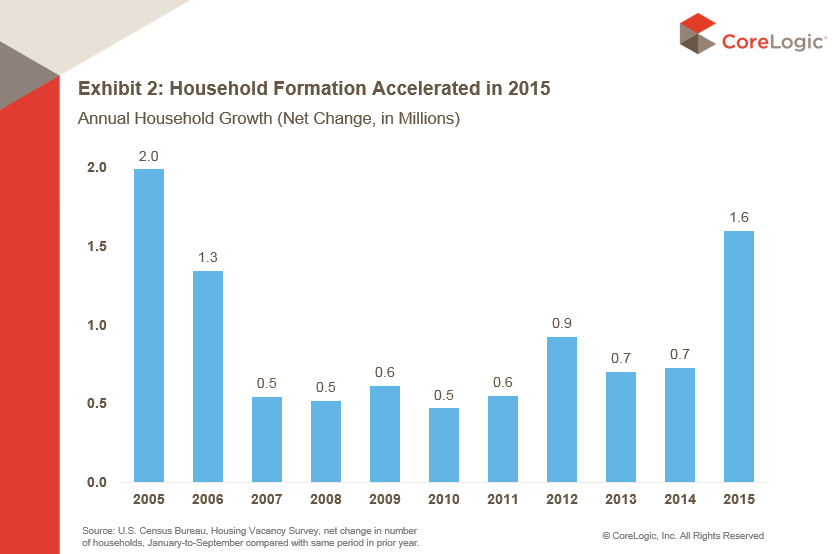 CoreLogic®
Exhibit 2: Household Formation Accelerated in 2015
Annual Household Growth (Net Change, in Millions)
2.0
1.5
1.0
0.5
0.0
2.0
1.3
0.5
0.5
0.6
0.5
0.6
0.9
0.7
0.7
1.6
2005 2006 2007 2008 2009 2010 2011 2012 2013 2014 2015
Source: U.S. Census Bureau, Housing Vacancy Survey, net change in number
of households, January-to-September compared with same period in prior year.
© CoreLogic, Inc. All Rights Reserved